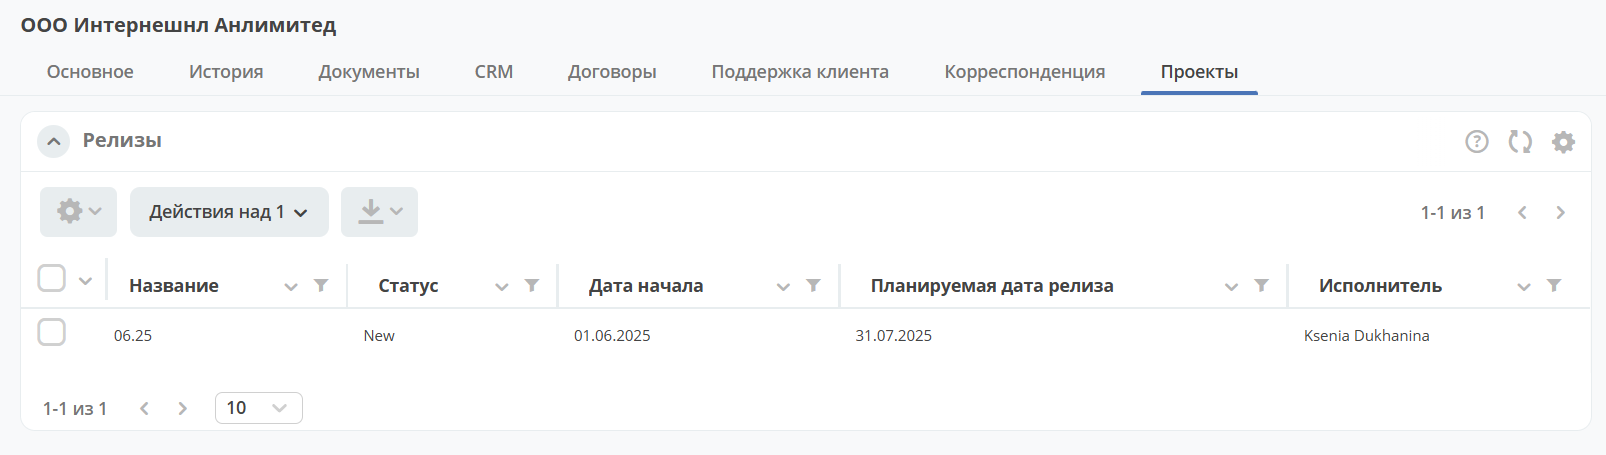 ООО Интернешнл Анлимитед
Основное История Документы CRM Договоры Поддержка клиента Корреспонденция Проекты
Релизы
?
Действия над 1 1-1 из 1
Название Статус Дата начала Планируемая дата релиза Исполнитель
06.25 New 01.06.2025 31.07.2025 Ksenia Dukhanina
1-1 из 1 10